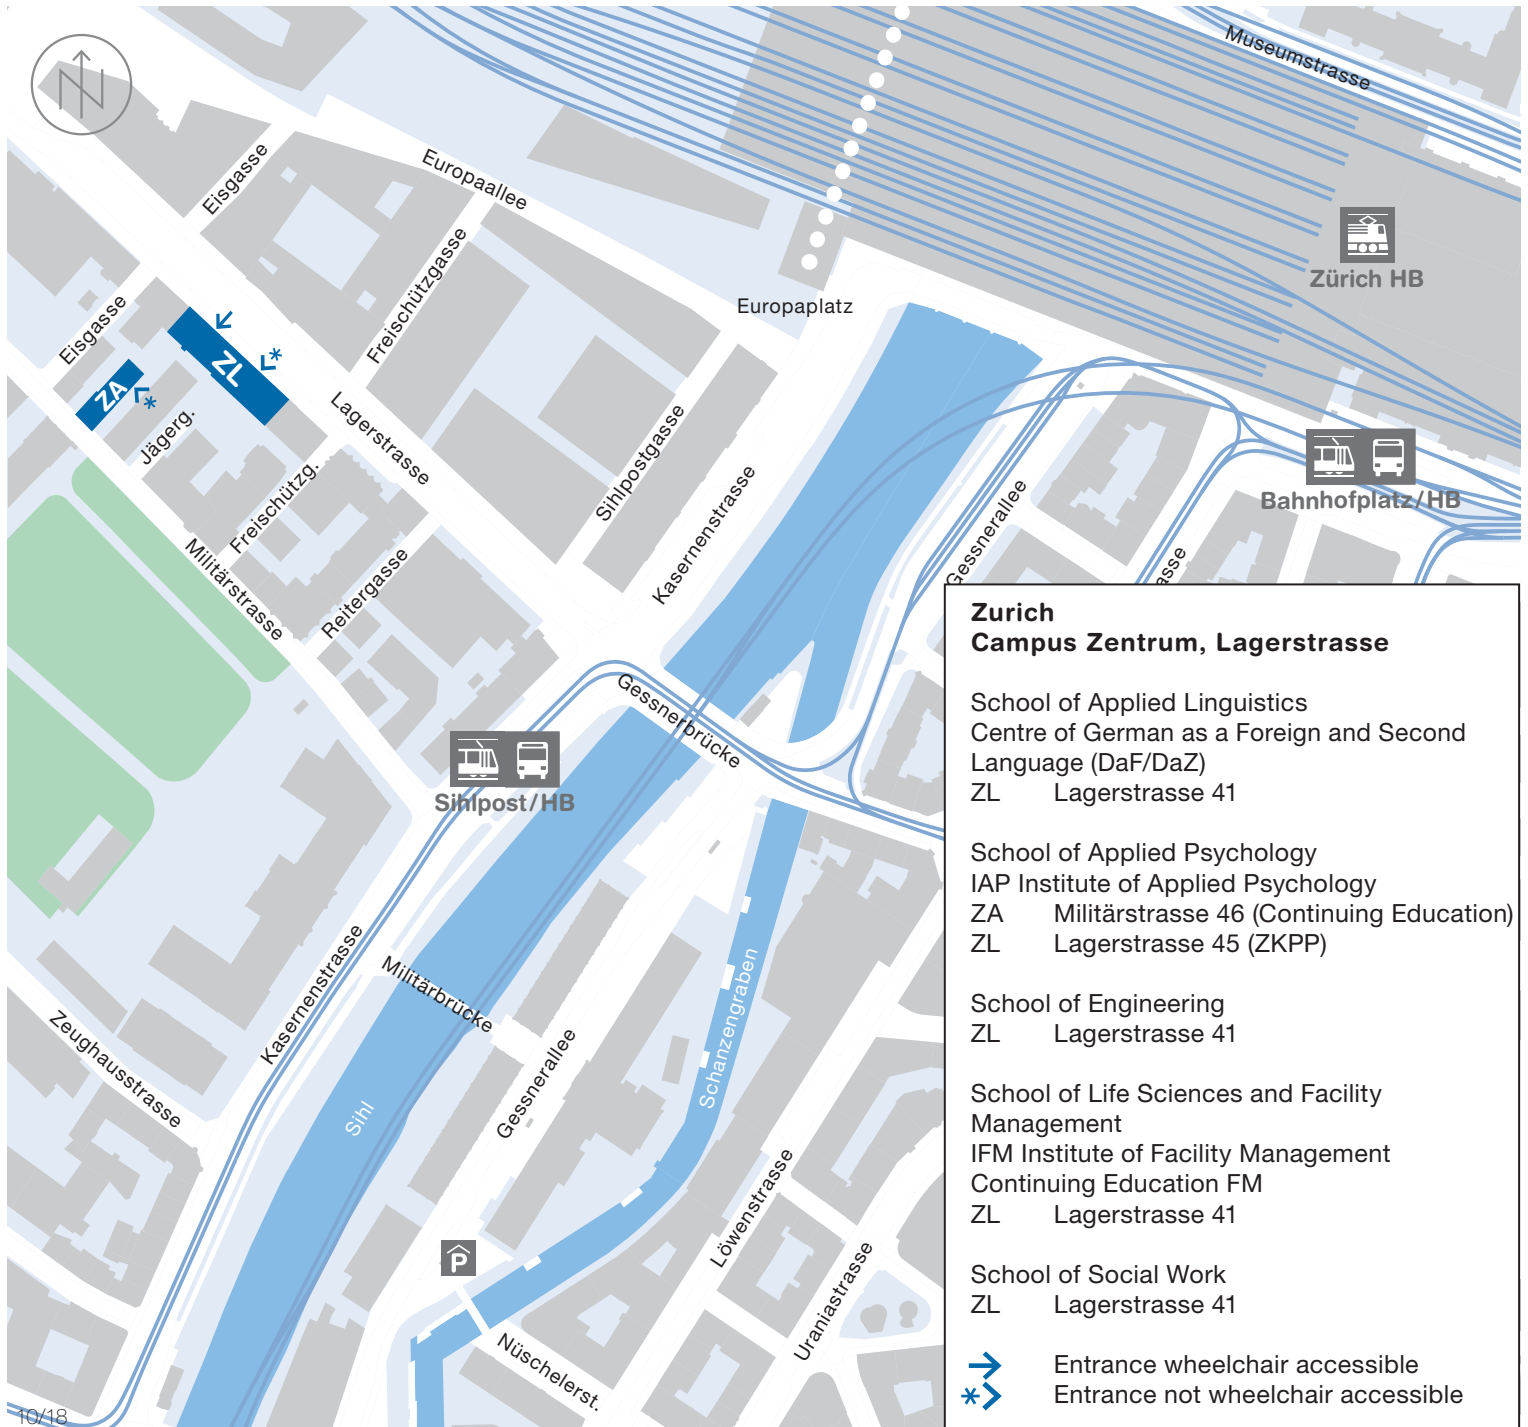 Museumstrasse
Eisgasse
Europaallee
Freischützgasse
Zürich HB
Europaplatz
Eisgasse
ZL
*
ZA
*
Jägerg.
Lagerstrasse
Sihlpostgasse
Freischützg.
Kasernenstrasse
Bahnhofplatz/HB
Gessnerallee
Militärstrasse
Reitergasse
asse
Gessnerbrücke
Sihlpost/HB
Kasernenstrasse
Militärbrücke
Schanzengraben
Zeughausstrasse
Sihl
Gessnerallee
Löwenstrasse
P
Uraniastrasse
Nüschelerst.
10/18
Zurich
Campus Zentrum, Lagerstrasse
School of Applied Linguistics
Centre of German as a Foreign and Second
Language (DaF/DaZ)
ZL Lagerstrasse 41
School of Applied Psychology
IAP Institute of Applied Psychology
ZA Militärstrasse 46 (Continuing Education)
ZL Lagerstrasse 45 (ZKPP)
School of Engineering
ZL Lagerstrasse 41
School of Life Sciences and Facility
Management
IFM Institute of Facility Management
Continuing Education FM
ZL Lagerstrasse 41
School of Social Work
ZL Lagerstrasse 41
Entrance wheelchair accessible
* Entrance not wheelchair accessible